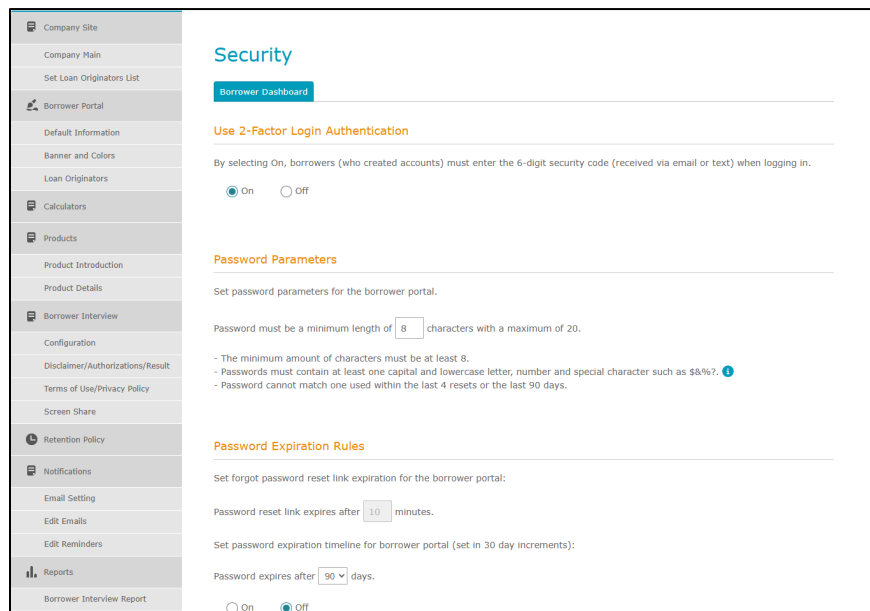 Company Site
Company Main
Set Loan Originators List
Borrower Portal
Default Information
Banner and Colors
Loan Originators
Calculators
Products
Product Introduction
Product Details
Borrower Interview
Configuration
Disclaimer/Authorizations/Result
Terms of Use/Privacy Policy
Screen Share
Retention Policy
Notifications
Email Setting
Edit Emails
Edit Reminders
Reports
Borrower Interview Report
Security
Borrower Dashboard
Use 2-Factor Login Authentication
By selecting On, borrowers (who created accounts) must enter the 6-digit security code (received via email or text) when logging in.
On Off
Password Parameters
Set password parameters for the borrower portal.
Password must be a minimum length of 8 characters with a maximum of 20.
- The minimum amount of characters must be at least 8.
- Passwords must contain at least one capital and lowercase letter, number and special character such as $&%?. i
- Password cannot match one used within the last 4 resets or the last 90 days.
Password Expiration Rules
Set forgot password reset link expiration for the borrower portal:
Password reset link expires after 10 minutes.
Set password expiration timeline for borrower portal (set in 30 day increments):
Password expires after 90 days.
On Off